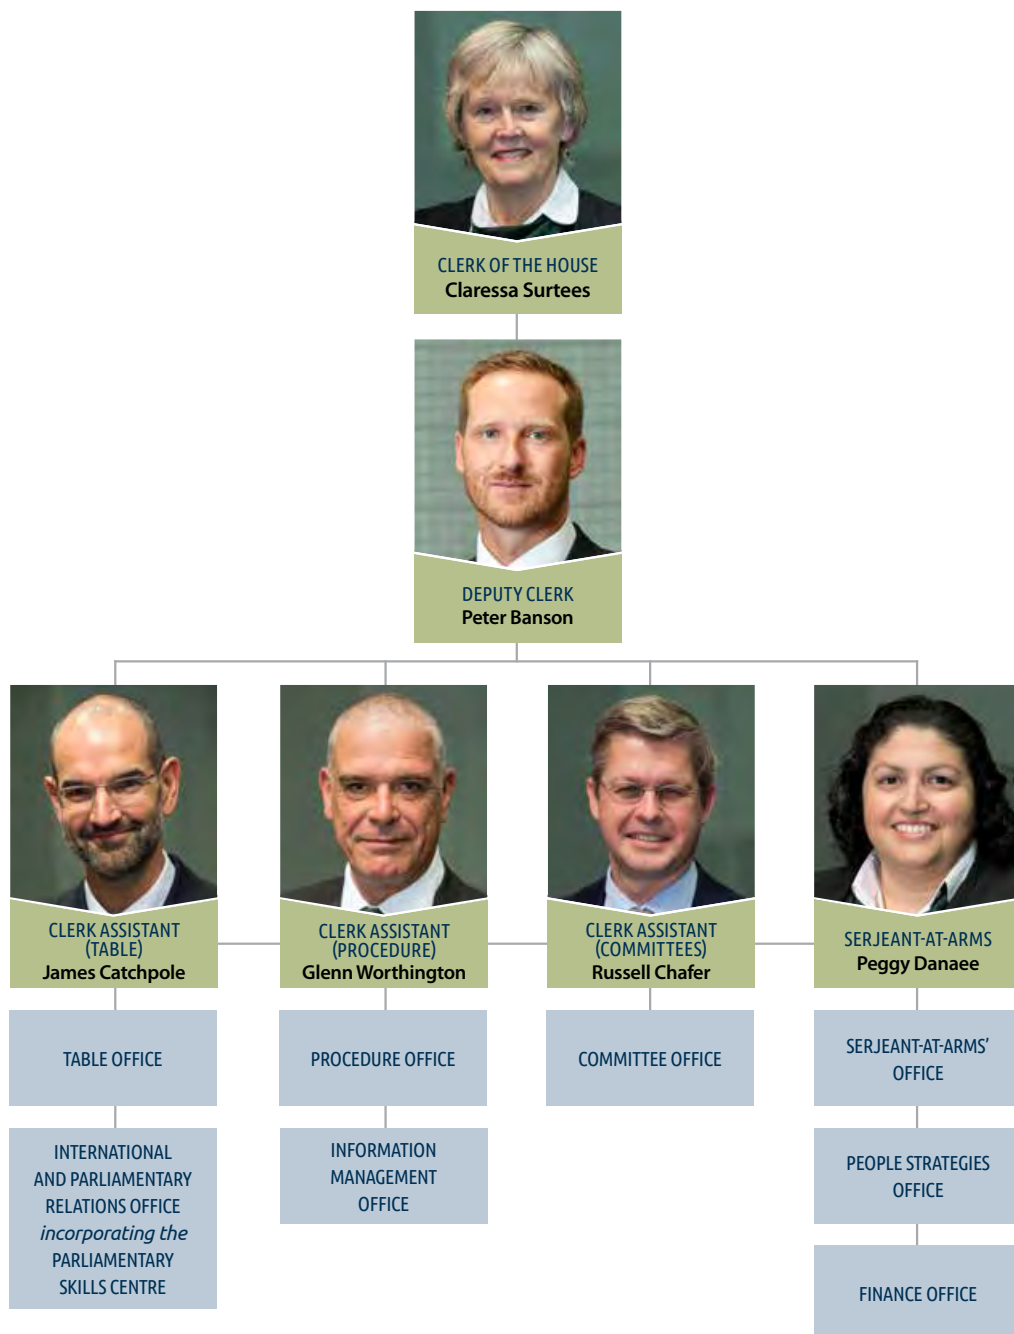 CLERK OF THE HOUSE
Claressa Surtees
DEPUTY CLERK
Peter Banson
CLERK ASSISTANT
(TABLE)
James Catchpole
CLERK ASSISTANT
(PROCEDURE)
Glenn Worthington
CLERK ASSISTANT
(COMMITTEES)
Russell Chafer
SERJEANT-AT-ARMS
Peggy Danaee
TABLE OFFICE
PROCEDURE OFFICE
COMMITTEE OFFICE
SERJEANT-AT-ARMS’
OFFICE
INTERNATIONAL
AND PARLIAMENTARY
RELATIONS OFFICE
incorporating the
PARLIAMENTARY
SKILLS CENTRE
INFORMATION
MANAGEMENT
OFFICE
PEOPLE STRATEGIES
OFFICE
FINANCE OFFICE